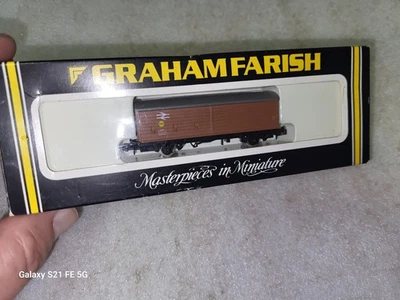 GRAHAM FARISH
Masterpieces in Miniature
Galaxy S21 FE 5G